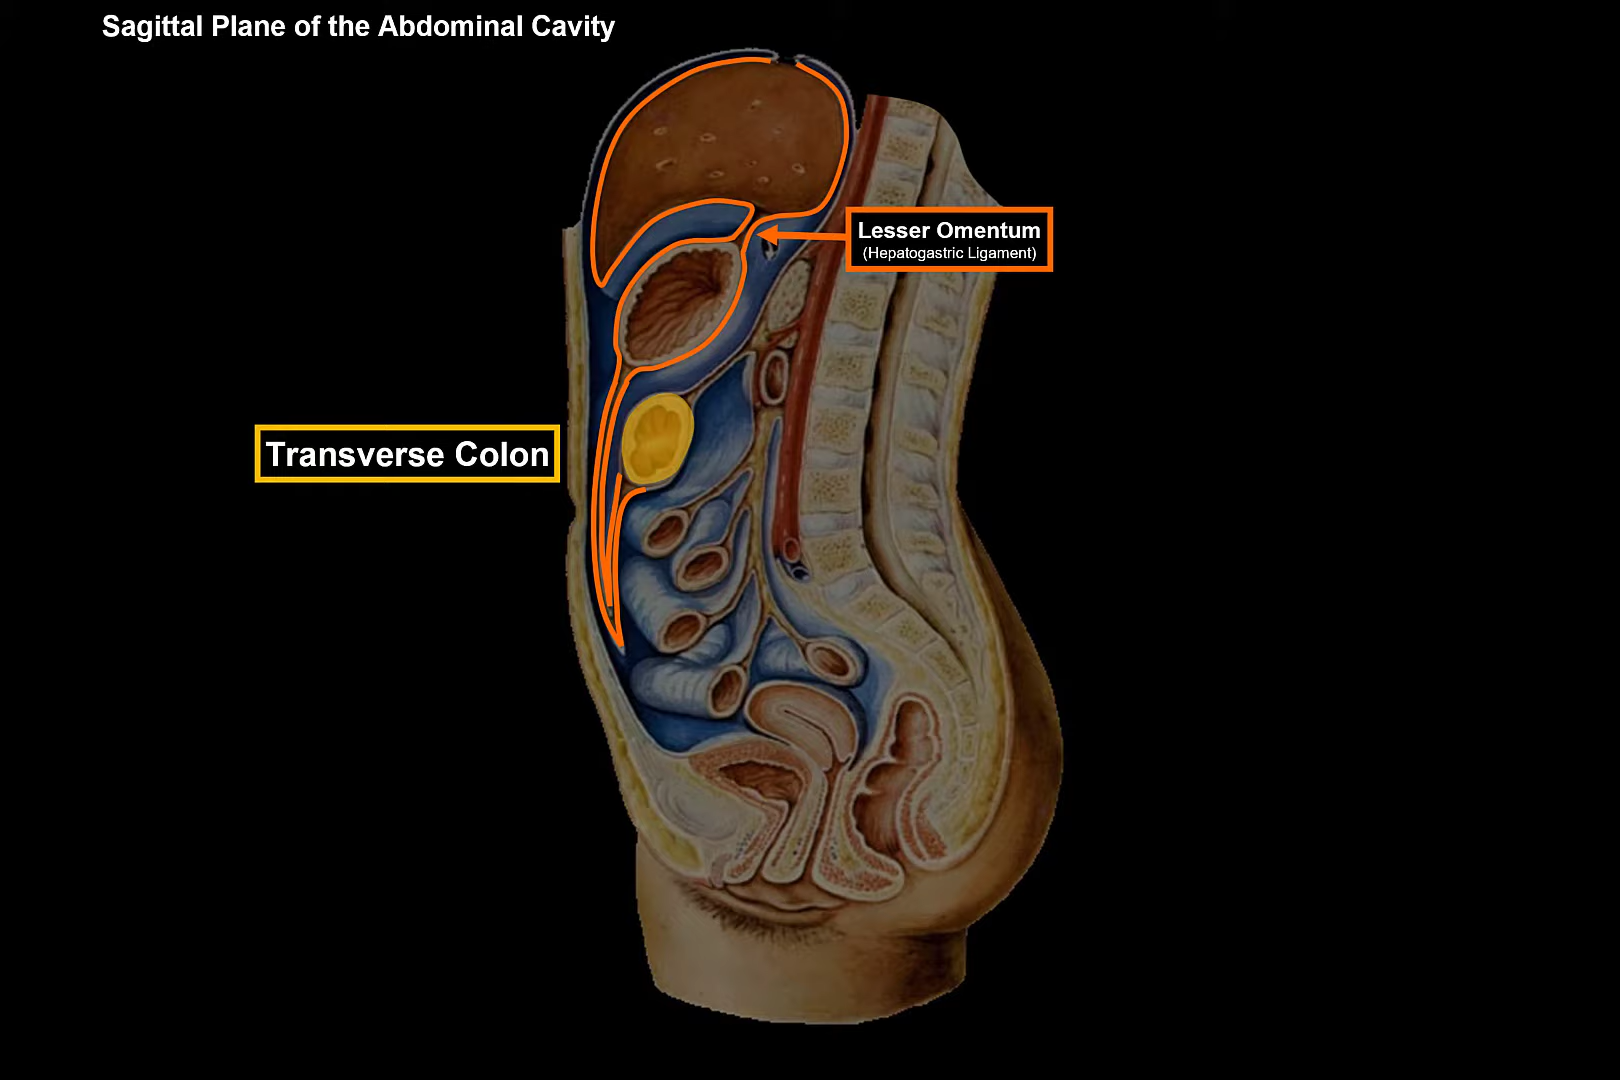 Sagittal Plane of the Abdominal Cavity
Lesser Omentum
(Hepatogastric Ligament)
Transverse Colon